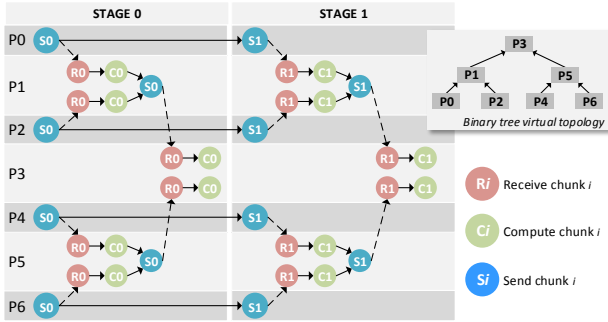 STAGE 0 STAGE 1
P0 S0 S1
R0 C0 R1 C1
P1 S0 S1
R0 C0 R1 C1
P2 S0 S1
R0 C0 R1 C1
P3
R0 C0 R1 C1
P4 S0 S1
R0 C0 R1 C1
P5 S0 S1
R0 C0 R1 C1
P6 S0 S1
P3
P1 P5
P0 P2 P4 P6
Binary tree virtual topology
Ri Receive chunk i
Ci Compute chunk i
Si Send chunk i